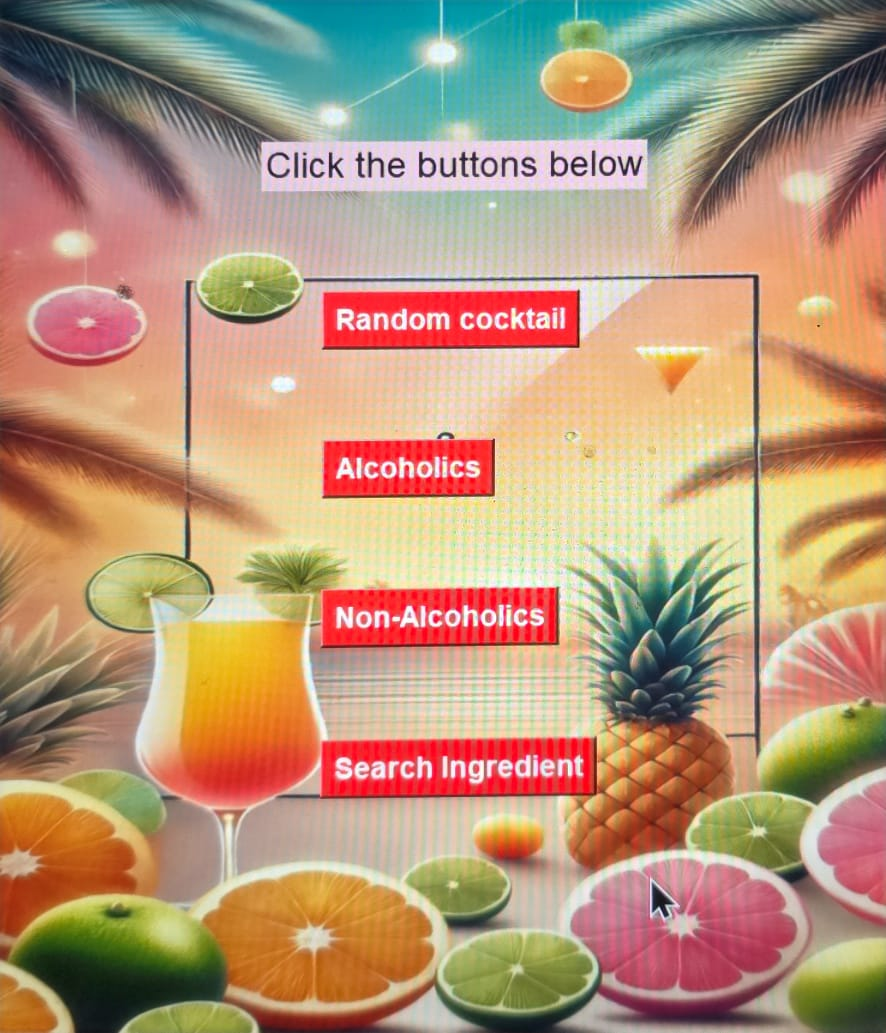 Click the buttons below
Random cocktail
Alcoholics
Non-Alcoholics
Search Ingredient